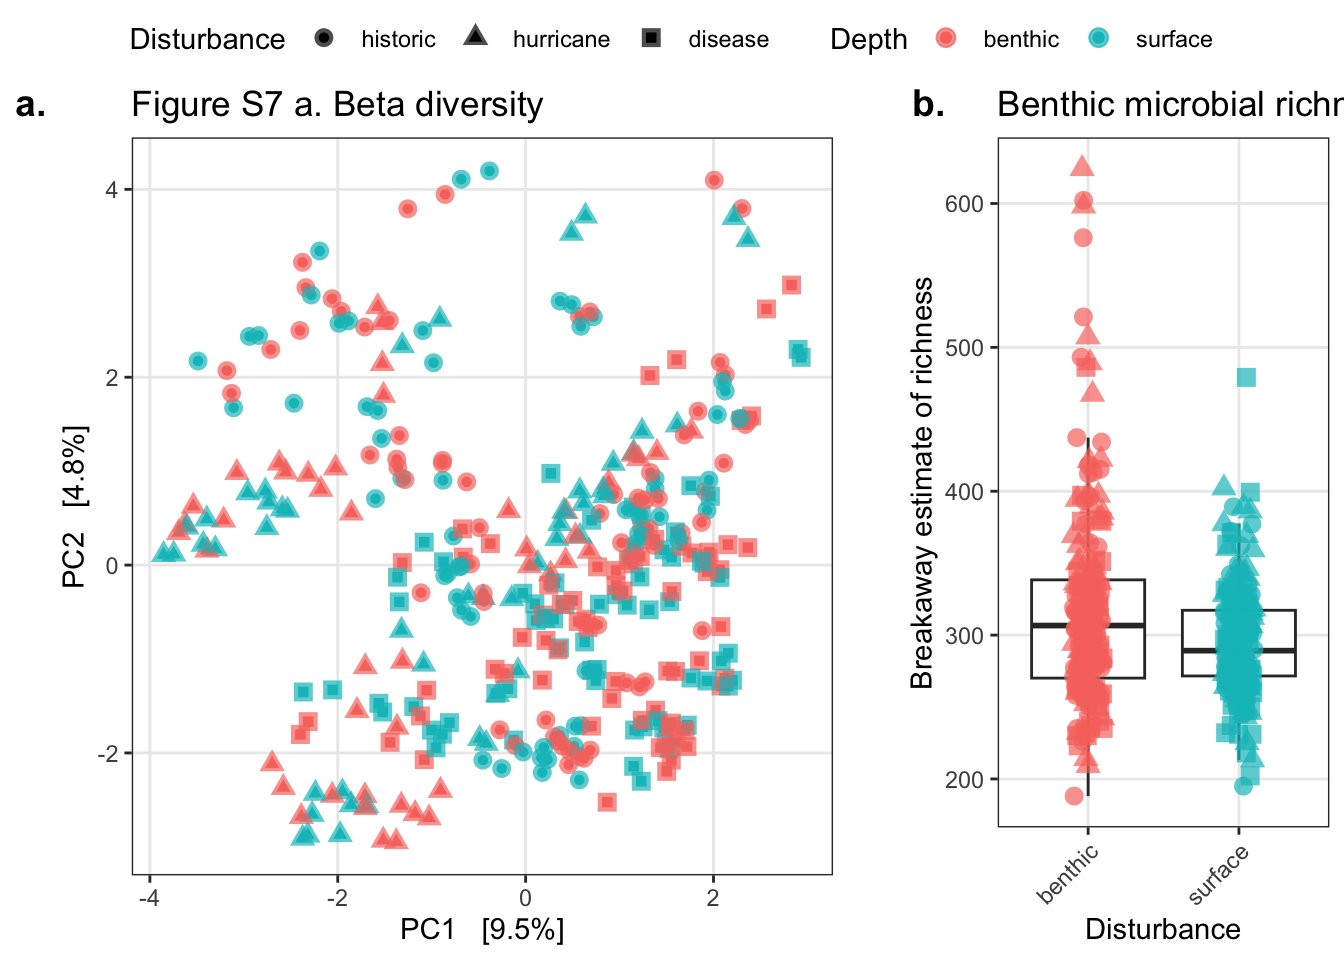 Disturbance historic hurricane disease Depth benthic surface
a. Figure S7 a. Beta diversity
4
2
0
-2
PC2 [4.8%]
-4 -2 0 2
PC1 [9.5%]
b. Benthic microbial richn
600
500
400
300
200
Breakaway estimate of richness
benthic surface
Disturbance